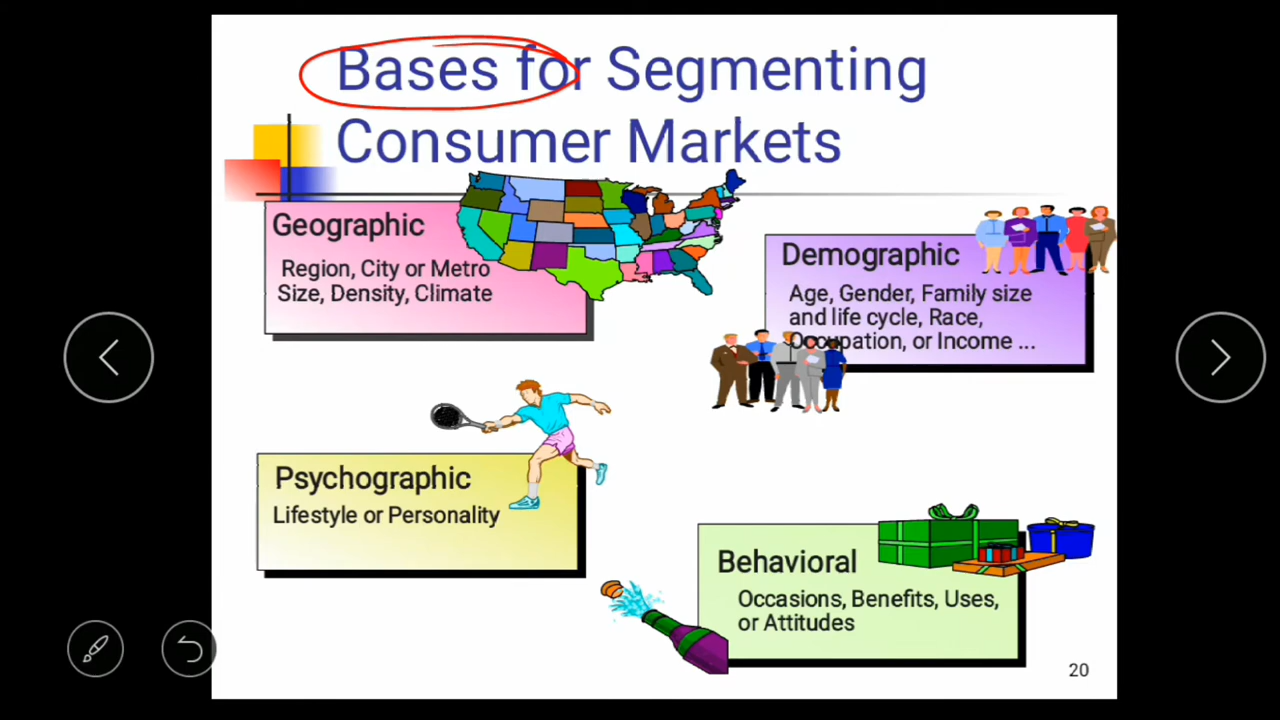 Bases for Segmenting
Consumer Markets
Geographic
Region, City or Metro
Size, Density, Climate
Demographic
Age, Gender, Family size
and life cycle, Race,
Occupation, or Income ...
Psychographic
Lifestyle or Personality
Behavioral
Occasions, Benefits, Uses,
or Attitudes
20